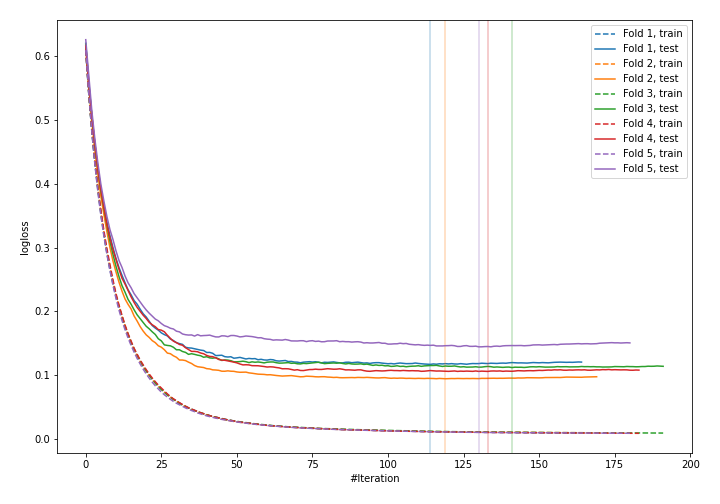 0.6
0.5
0.4
0.3
0.2
0.1
0.0
logloss
0 25 50 75 100 125 150 175 200
#Iteration
Fold 1, train
Fold 1, test
Fold 2, train
Fold 2, test
Fold 3, train
Fold 3, test
Fold 4, train
Fold 4, test
Fold 5, train
Fold 5, test